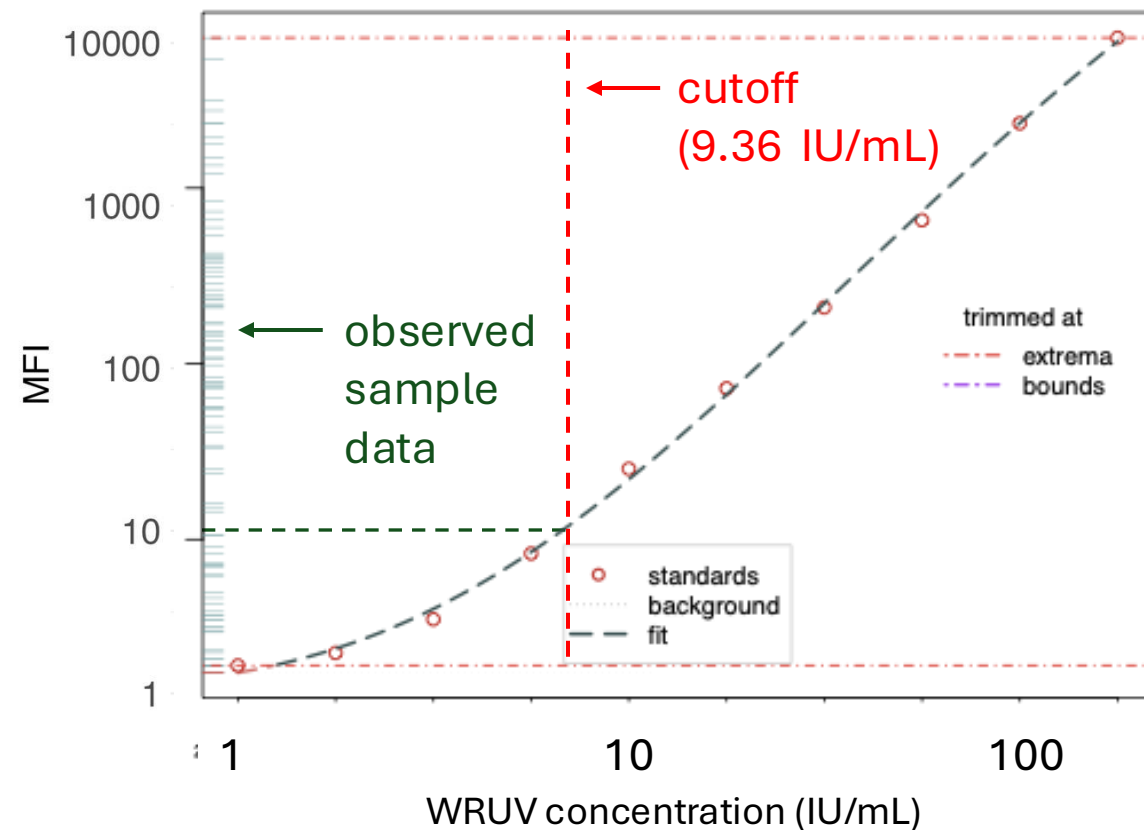 10000
1000
100
10
1
MFI
cutoff
(9.36 IU/mL)
observed
sample
data
trimmed at
extrema
bounds
standards
background
fit
1
10
100
WRUV concentration (IU/mL)